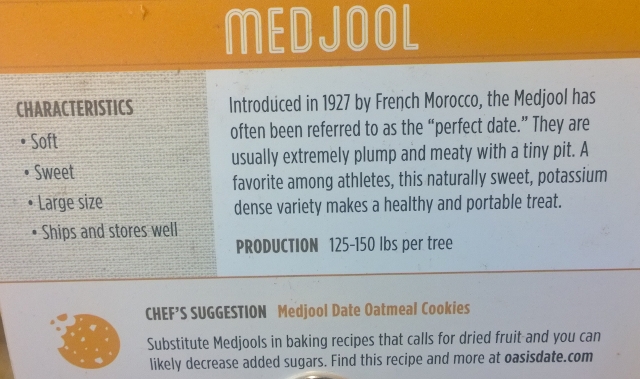 MEDJOOL
CHARACTERISTICS
• Soft
• Sweet
• Large size
• Ships and stores well
Introduced in 1927 by French Morocco, the Medjool has
often been referred to as the “perfect date.” They are
usually extremely plump and meaty with a tiny pit. A
favorite among athletes, this naturally sweet, potassium
dense variety makes a healthy and portable treat.
PRODUCTION 125-150 lbs per tree
CHEF'S SUGGESTION Medjool Date Oatmeal Cookies
Substitute Medjools in baking recipes that calls for dried fruit and you can
likely decrease added sugars. Find this recipe and more at oasisdate.com